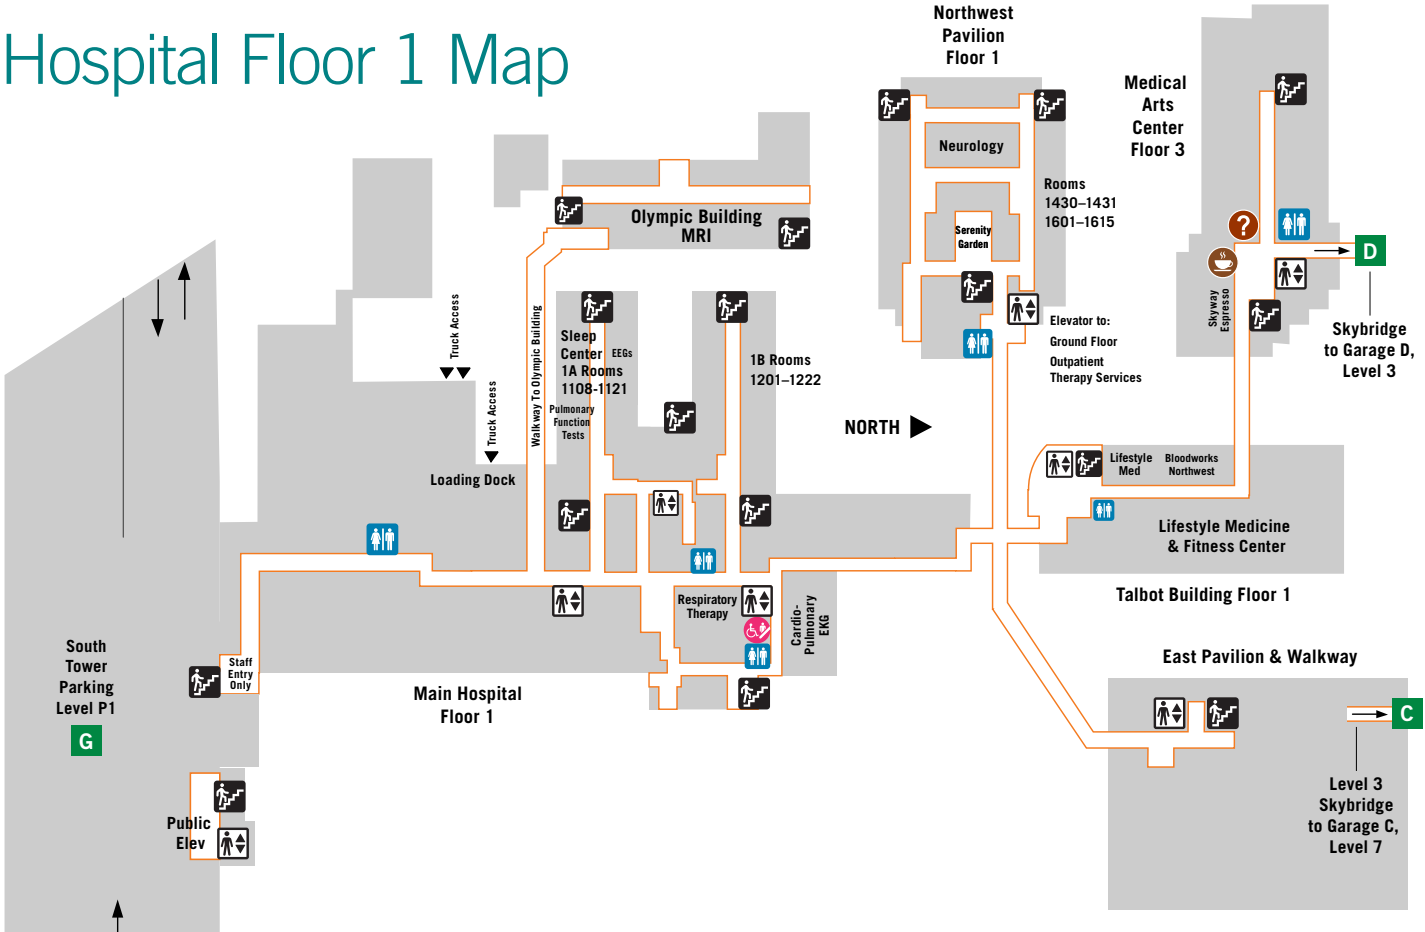 Hospital Floor 1 Map
Northwest
Pavilion
Floor 1
Medical
Arts
Center
Floor 3
Neurology
Rooms
1430–1431
1601–1615
Serenity
Garden
Olympic Building
MRI
?
D
Skyway
Espresso
Skybridge
to Garage D,
Level 3
Elevator to:
Ground Floor
Outpatient
Therapy Services
Truck Access
Truck Access
Walkway To Olympic Building
Sleep
Center
1A Rooms
1108-1121
EEGs
Pulmonary
Function
Tests
1B Rooms
1201–1222
NORTH
Loading Dock
Lifestyle
Med
Bloodworks
Northwest
Lifestyle Medicine
& Fitness Center
Talbot Building Floor 1
Respiratory
Therapy
Cardio-
Pulmonary
EKG
South
Tower
Parking
Level P1
G
Staff
Entry
Only
Main Hospital
Floor 1
East Pavilion & Walkway
C
Level 3
Skybridge
to Garage C,
Level 7
Public
Elev